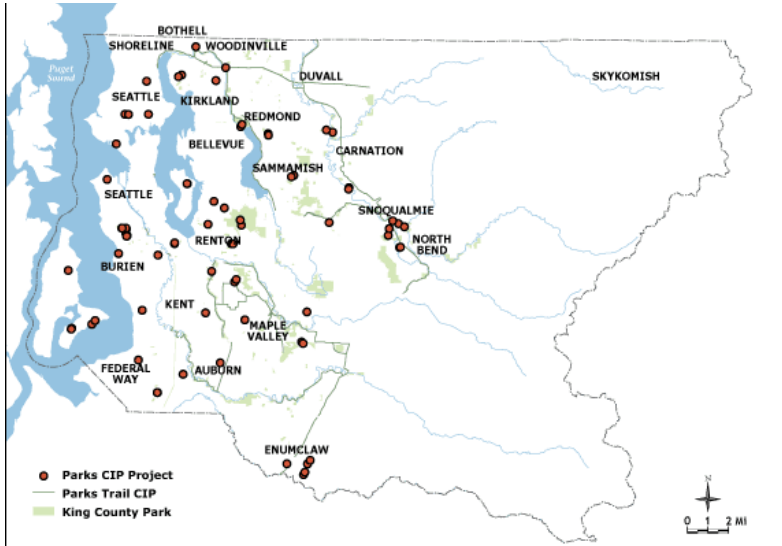 BOTHELL
SHORELINE
WOODINVILLE
Puget
Sound
DUVALL
SKYKOMISH
SEATTLE
KIRKLAND
REDMOND
BELLEVUE
CARNATION
SAMMAMISH
SEATTLE
SNOQUALMIE
RENTON
NORTH
BEND
BURIEN
KENT
MAPLE
VALLEY
FEDERAL
WAY
AUBURN
ENUMCLAW
Parks CIP Project
Parks Trail CIP
King County Park
N
0 1 2 Mi